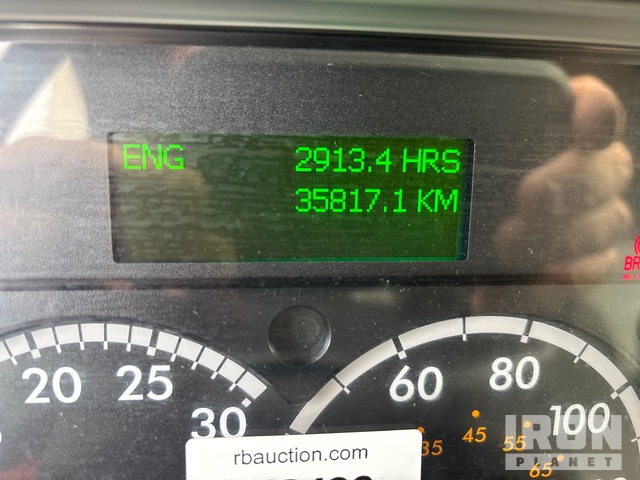 ENG 2913.4 HRS
35817.1 KM
20 25 30
60 80 100
35 45 55 65
rbauction.com
IRON
PLANET